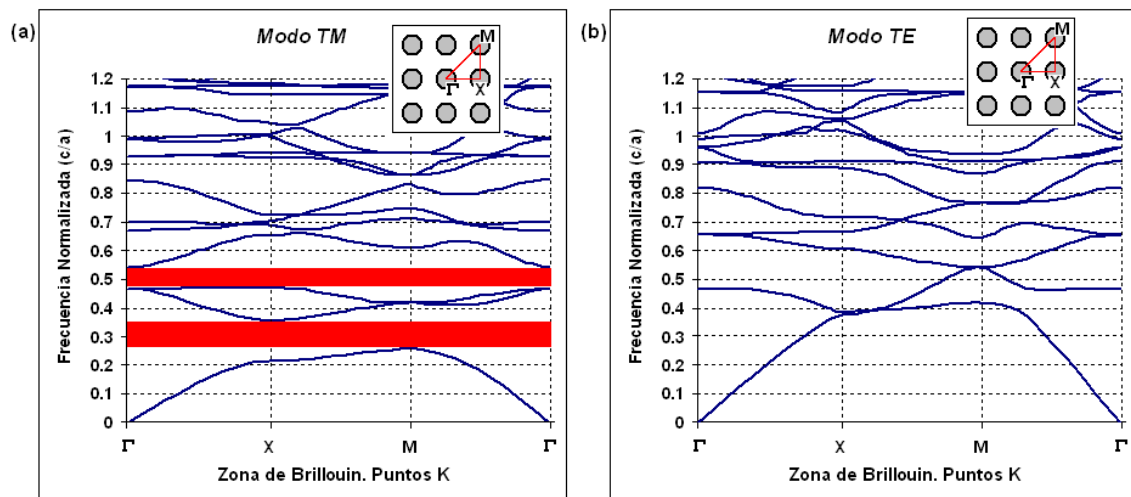 (a)
Modo TM
M
Γ
X
1.2
1.1
1
0.9
0.8
0.7
0.6
0.5
0.4
0.3
0.2
0.1
0
Frecuencia Normalizada (c/a)
Γ X M Γ
Zona de Brillouin. Puntos K
(b)
Modo TE
M
Γ
X
1.2
1.1
1
0.9
0.8
0.7
0.6
0.5
0.4
0.3
0.2
0.1
0
Frecuencia Normalizada (c/a)
Γ X M Γ
Zona de Brillouin. Puntos K